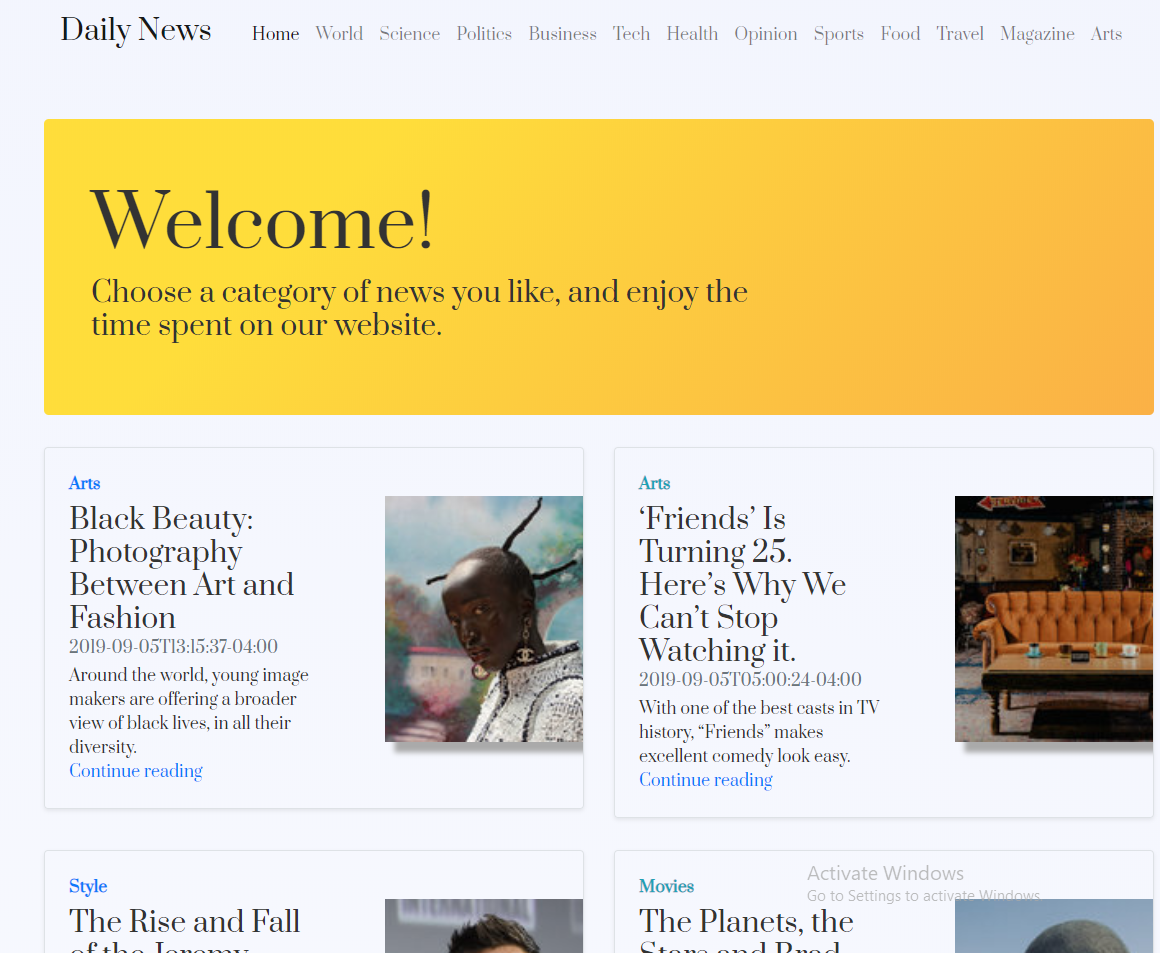 Daily News Home World Science Politics Business Tech Health Opinion Sports Food Travel Magazine Arts
Welcome!
Choose a category of news you like, and enjoy the
time spent on our website.
Arts
Black Beauty:
Photography
Between Art and
Fashion
2019-09-05T13:15:37-04:00
Around the world, young image
makers are offering a broader
view of black lives, in all their
diversity.
Continue reading
Arts
‘Friends’ Is
Turning 25.
Here’s Why We
Can’t Stop
Watching it.
2019-09-05T05:00:24-04:00
With one of the best casts in TV
history, “Friends” makes
excellent comedy look easy.
Continue reading
Style
The Rise and Fall
of the Jeremy
Movies
The Planets, the
Stars and Brad
Activate Windows
Go to Settings to activate Windows